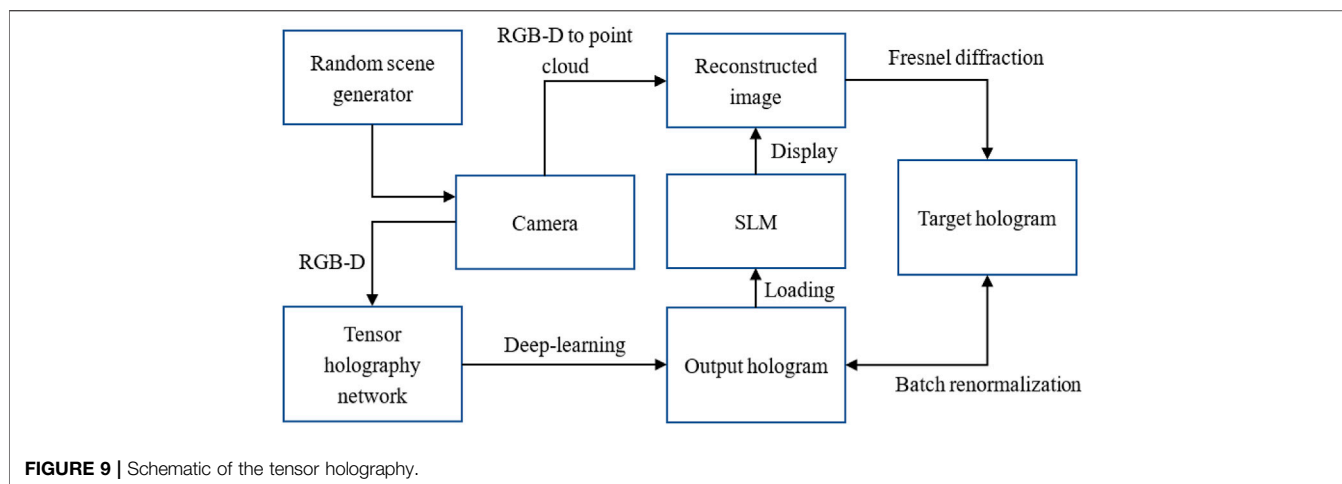 Random scene
generator
RGB-D to point
cloud
Reconstructed
image
Fresnel diffraction
Display
Camera
SLM
Target hologram
RGB-D
Loading
Tensor
holography
network
Deep-learning
Output hologram
Batch renormalization
FIGURE 9 | Schematic of the tensor holography.